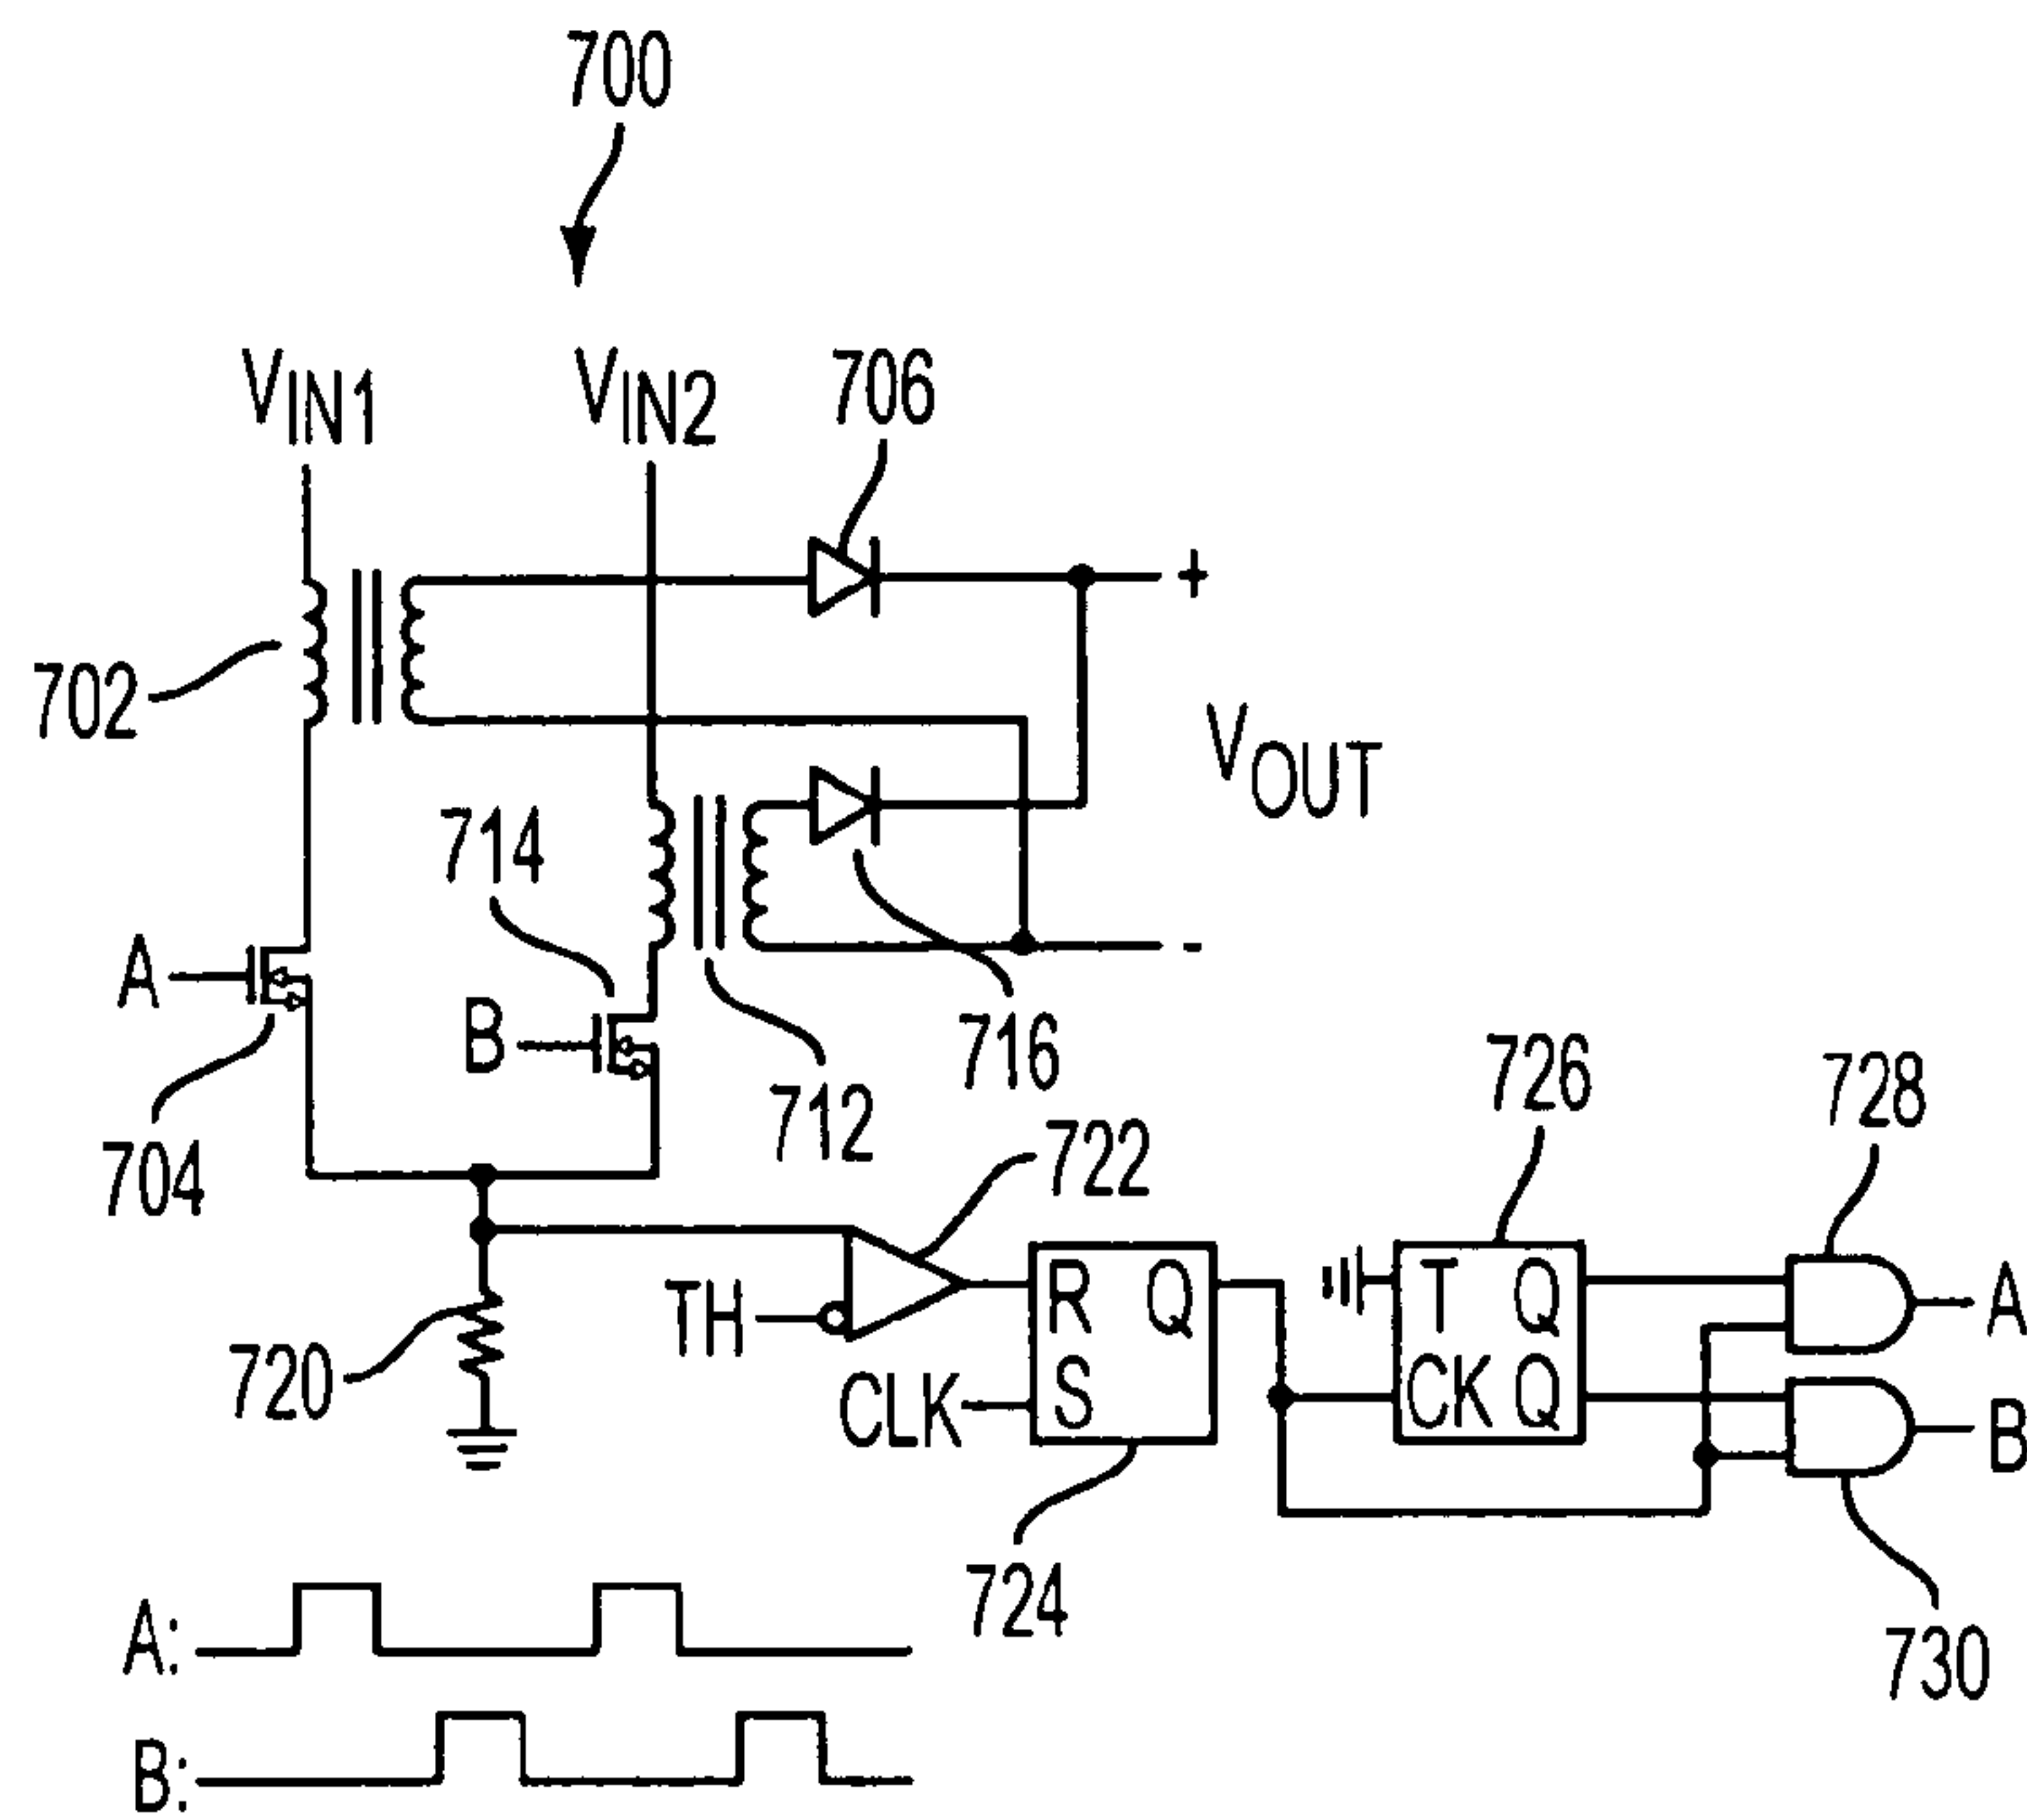 700
VIN1 VIN2 706
702
VOUT
+
-
714
A
B
716
712
704
726
728
722
TH
R Q
S
CLK
T Q
CK Q
A
B
720
724
730
A:
B: